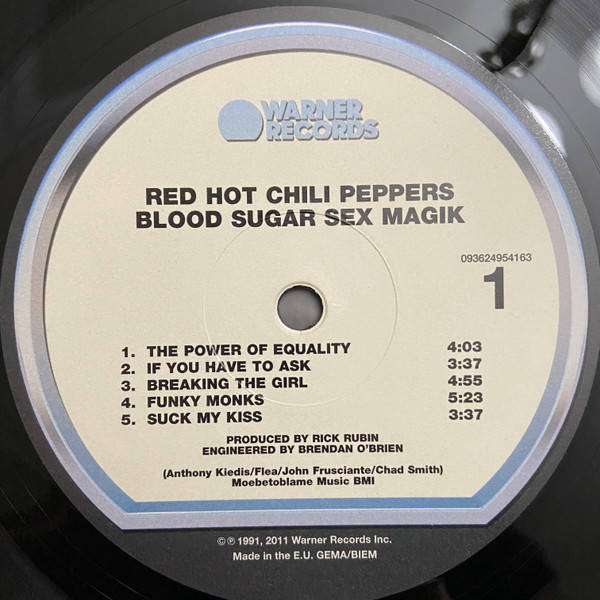 WARNER
RECORDS
RED HOT CHILI PEPPERS
BLOOD SUGAR SEX MAGIK
093624954163
1
1. THE POWER OF EQUALITY 4:03
2. IF YOU HAVE TO ASK 3:37
3. BREAKING THE GIRL 4:55
4. FUNKY MONKS 5:23
5. SUCK MY KISS 3:37
PRODUCED BY RICK RUBIN
ENGINEERED BY BRENDAN O'BRIEN
(Anthony Kiedis/Flea/John Frusciante/Chad Smith)
Moebetoblame Music BMI
© ℗ 1991, 2011 Warner Records Inc.
Made in the E.U. GEMA/BIEM